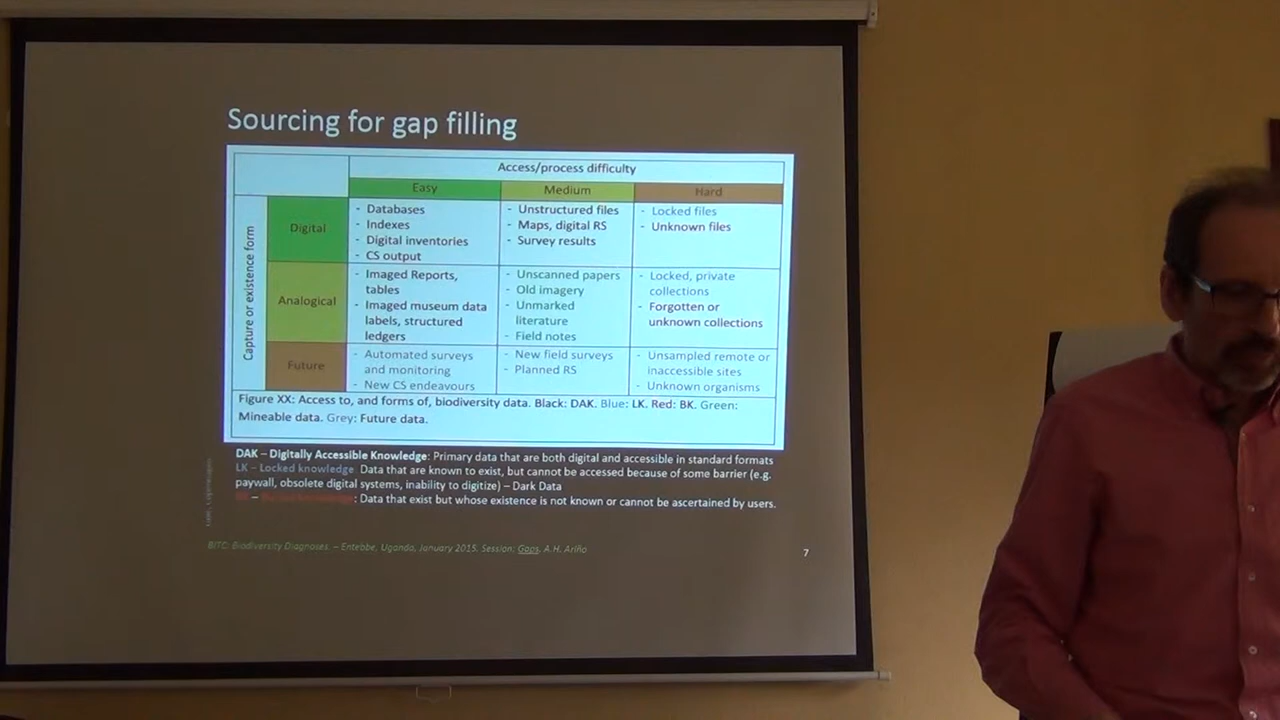 Sourcing for gap filling
Access/process difficulty
Easy
Medium
Hard
Capture or existence form
Digital
- Databases
- Indexes
- Digital inventories
- CS output
- Unstructured files
- Maps, digital RS
- Survey results
- Locked files
- Unknown files
Analogical
- Imaged Reports,
tables
- Imaged museum data
labels, structured
ledgers
- Unscanned papers
- Old imagery
- Unmarked
literature
- Field notes
- Locked, private
collections
- Forgotten or
unknown collections
Future
- Automated surveys
and monitoring
- New CS endeavours
- New field surveys
- Planned RS
- Unsampled remote or
inaccessible sites
- Unknown organisms
Figure XX: Access to, and forms of, biodiversity data. Black: DAK. Blue: LK. Red: BK. Green:
Mineable data. Grey: Future data.
DAK – Digitally Accessible Knowledge: Primary data that are both digital and accessible in standard formats
LK – Locked knowledge Data that are known to exist, but cannot be accessed because of some barrier (e.g.
paywall, obsolete digital systems, inability to digitize) – Dark Data
: Data that exist but whose existence is not known or cannot be ascertained by users.
BITC: Biodiversity Diagnoses. – Entebbe, Uganda, January 2015. Session: Gaps. A.H. Ariño
7